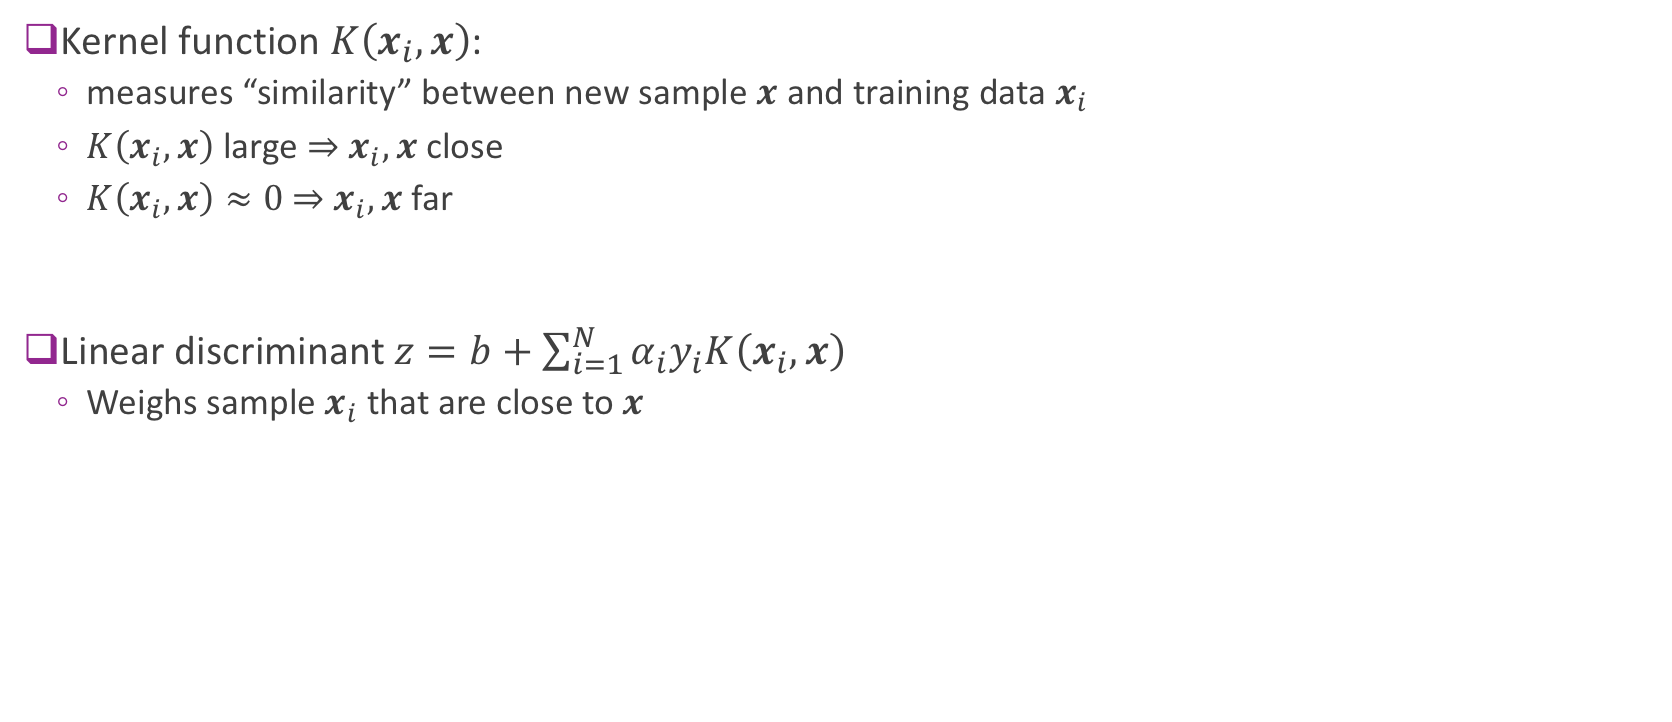 ❑Kernel function K(xᵢ, x):
◦ measures “similarity” between new sample x and training data xᵢ
◦ K(xᵢ, x) large ⇒ xᵢ, x close
◦ K(xᵢ, x) ≈ 0 ⇒ xᵢ, x far
❑Linear discriminant z = b + ∑ᵢ₌₁ᴺ αᵢyᵢK(xᵢ, x)
◦ Weighs sample xᵢ that are close to x